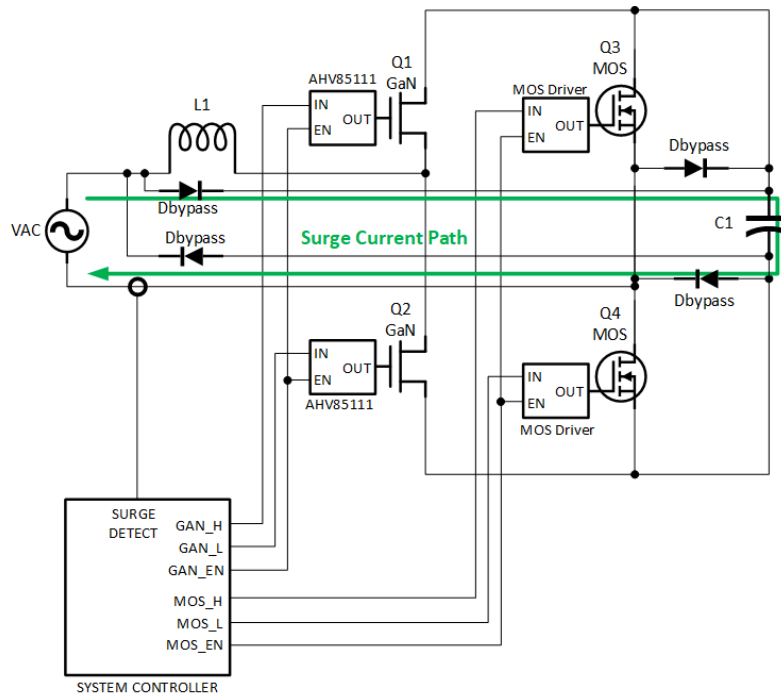 Q1
GaN
AHV85111
IN
EN
OUT
Q3
MOS
MOS Driver
IN
EN
OUT
L1
Dbypass
Dbypass
VAC
Dbypass
Surge Current Path
C1
Dbypass
Q2
GaN
IN
EN
OUT
AHV85111
Q4
MOS
IN
EN
OUT
MOS Driver
SURGE
DETECT
GAN_H
GAN_L
GAN_EN
MOS_H
MOS_L
MOS_EN
SYSTEM CONTROLLER